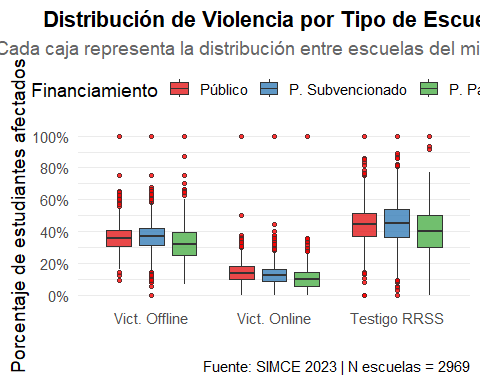 Distribución de Violencia por Tipo de Escue
Cada caja representa la distribución entre escuelas del mi
Financiamiento Público P. Subvencionado P. Pa
Porcentaje de estudiantes afectados
100%
80%
60%
40%
20%
0%
Vict. Offline Vict. Online Testigo RRSS
Fuente: SIMCE 2023 | N escuelas = 2969